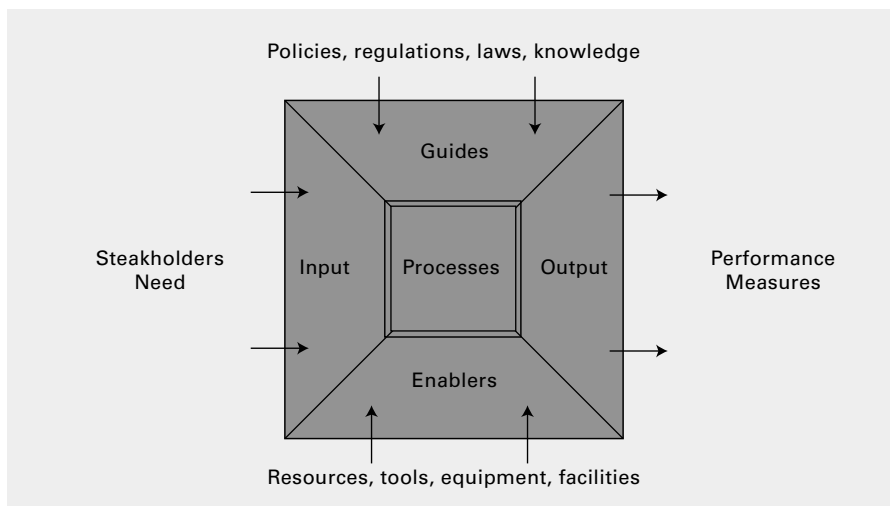 Policies, regulations, laws, knowledge
Guides
Steakholders
Need
Input
Processes
Output
Performance
Measures
Enablers
Resources, tools, equipment, facilities